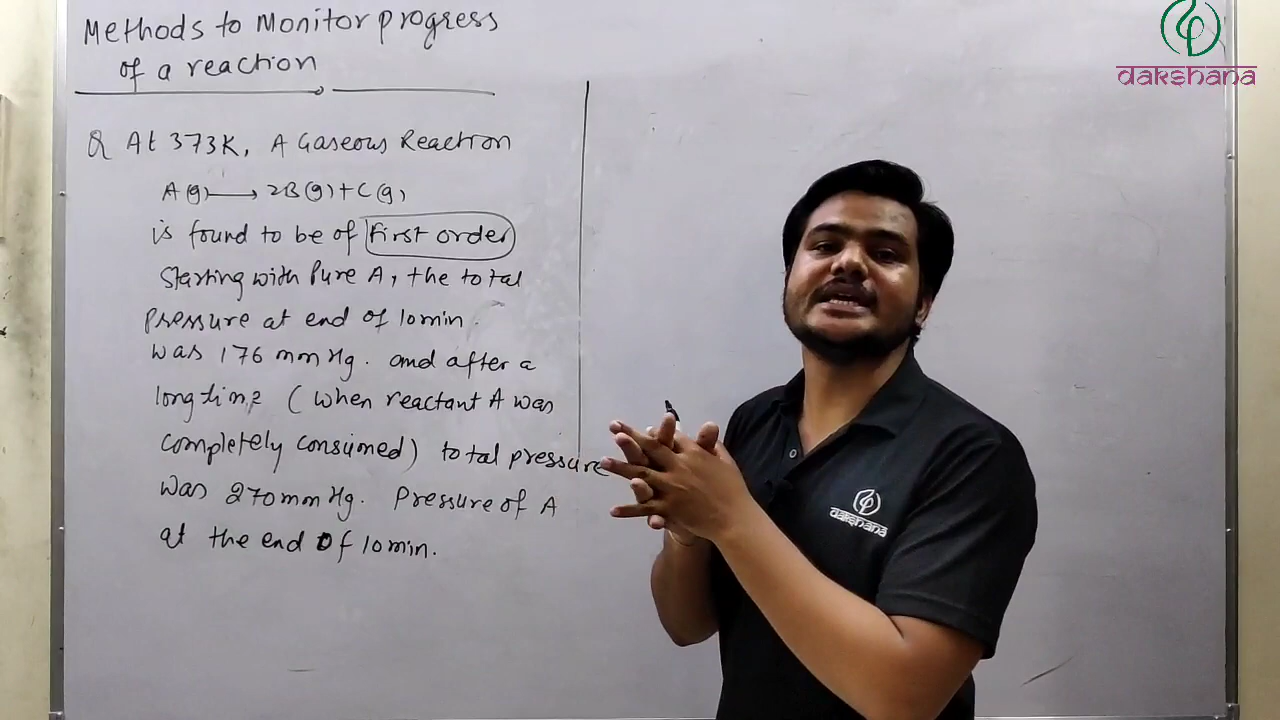 Methods to Monitor progress
of a reaction
Q At 373K, A Gaseous Reaction
A(g) ⟶ 2B(g) + C(g)
is found to be of first order
starting with Pure A, the total
pressure at end of 10 min.
was 176 mm Hg. and after a
long time (when reactant A was
completely consumed) total pressure
was 270 mm Hg. Pressure of A
at the end Of 10 min.
dakshana
dakshana